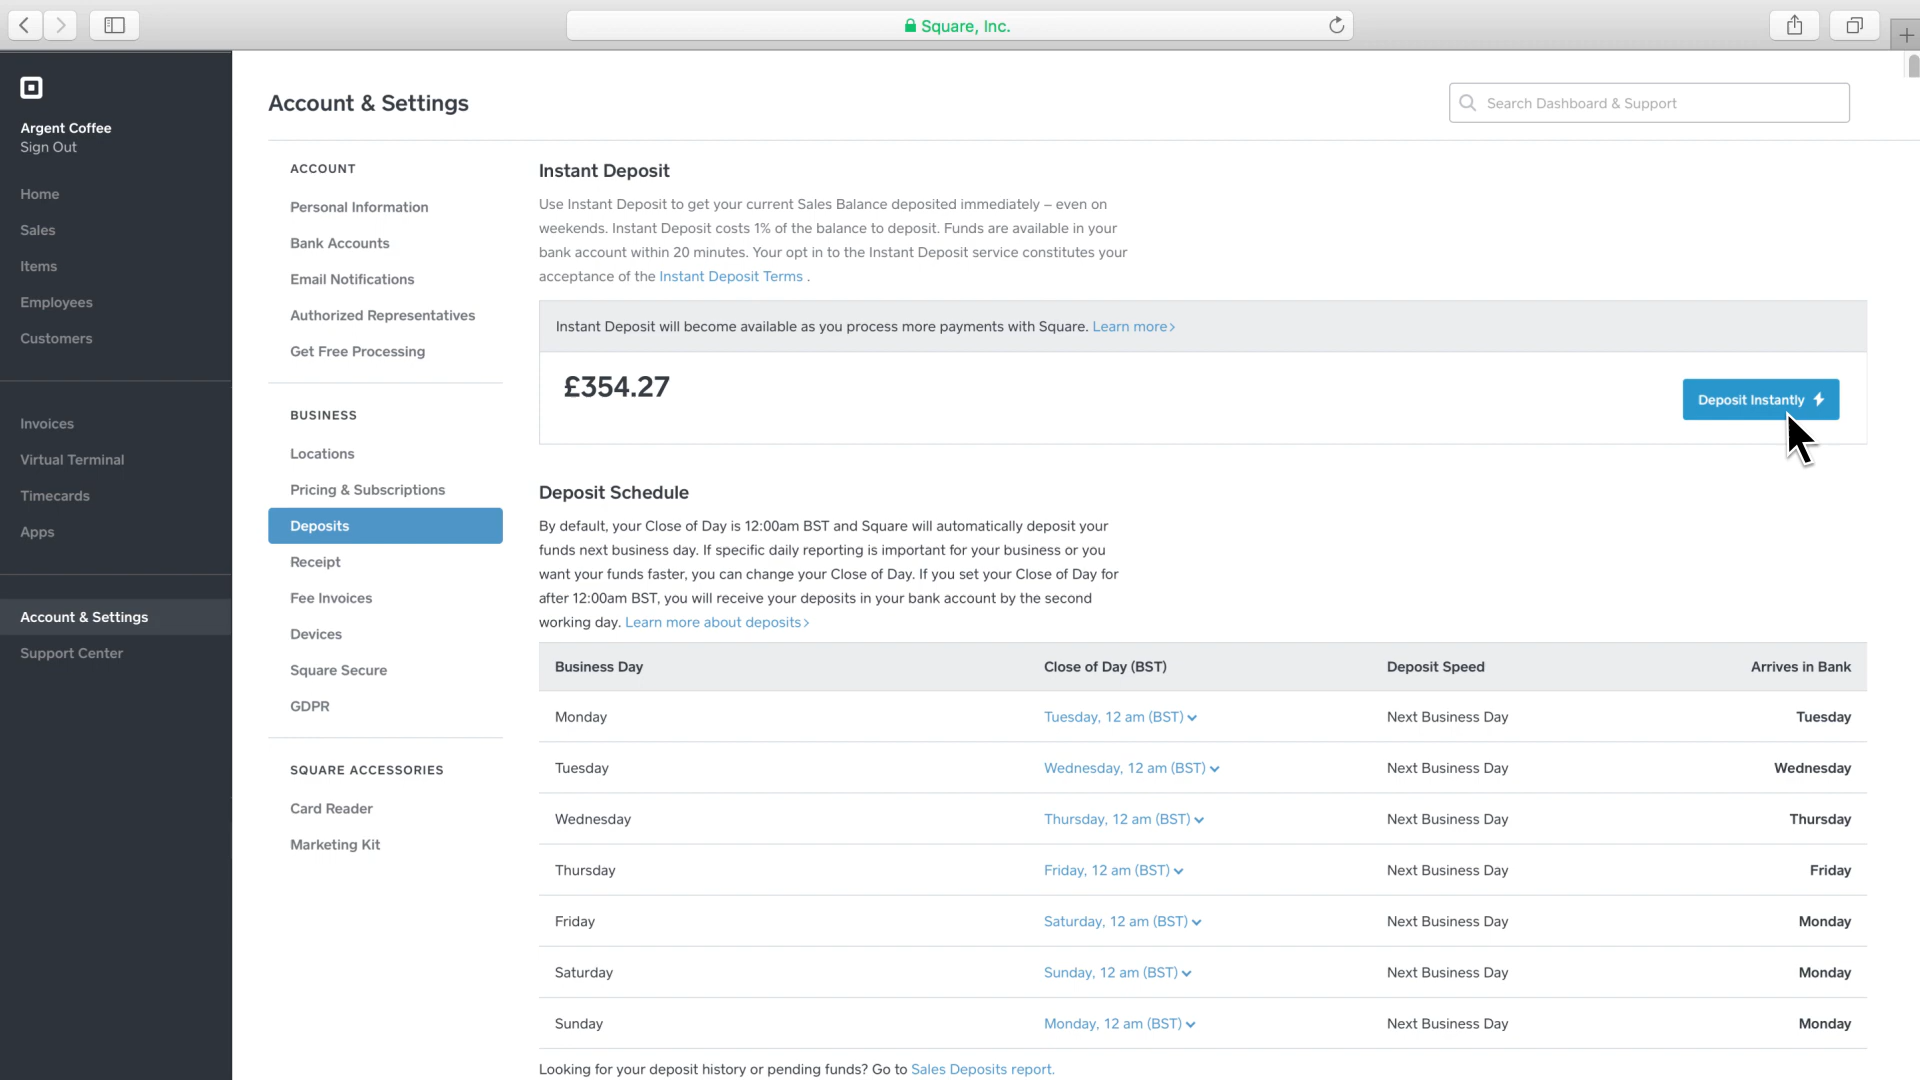 Square, Inc.
Argent Coffee
Sign Out
Home
Sales
Items
Employees
Customers
Invoices
Virtual Terminal
Timecards
Apps
Account & Settings
Support Center
Account & Settings
Search Dashboard & Support
ACCOUNT
Personal Information
Bank Accounts
Email Notifications
Authorized Representatives
Get Free Processing
BUSINESS
Locations
Pricing & Subscriptions
Deposits
Receipt
Fee Invoices
Devices
Square Secure
GDPR
SQUARE ACCESSORIES
Card Reader
Marketing Kit
Instant Deposit
Use Instant Deposit to get your current Sales Balance deposited immediately – even on
weekends. Instant Deposit costs 1% of the balance to deposit. Funds are available in your
bank account within 20 minutes. Your opt in to the Instant Deposit service constitutes your
acceptance of the Instant Deposit Terms .
Instant Deposit will become available as you process more payments with Square. Learn more>
£354.27
Deposit Instantly
Deposit Schedule
By default, your Close of Day is 12:00am BST and Square will automatically deposit your
funds next business day. If specific daily reporting is important for your business or you
want your funds faster, you can change your Close of Day. If you set your Close of Day for
after 12:00am BST, you will receive your deposits in your bank account by the second
working day. Learn more about deposits>
Business Day Close of Day (BST) Deposit Speed Arrives in Bank
Monday Tuesday, 12 am (BST) Next Business Day Tuesday
Tuesday Wednesday, 12 am (BST) Next Business Day Wednesday
Wednesday Thursday, 12 am (BST) Next Business Day Thursday
Thursday Friday, 12 am (BST) Next Business Day Friday
Friday Saturday, 12 am (BST) Next Business Day Monday
Saturday Sunday, 12 am (BST) Next Business Day Monday
Sunday Monday, 12 am (BST) Next Business Day Monday
Looking for your deposit history or pending funds? Go to Sales Deposits report.